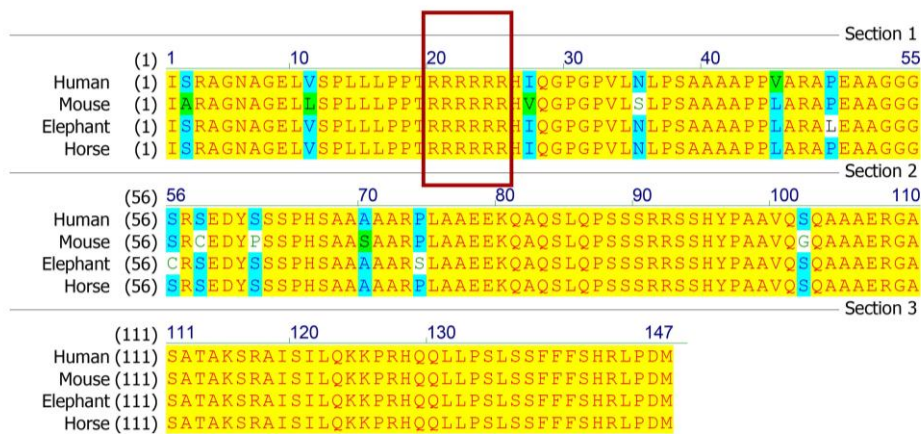 Section 1
(1) 1 10 20 30 40 55
Human (1) ISRAGNAGELVSPLLLPPTRRRRRRHIQGPGPVLNLPSAAAAPPVARAPEAAGGG
Mouse (1) IARAGNAGELLSPLLLPPTRRRRRRHVQGPGPVLSLPSAAAAPPLARAPEAAGGG
Elephant (1) ISRAGNAGELVSPLLLPPTRRRRRRHIQGPGPVLNLPSAAAAPPLARALEAAGGG
Horse (1) ISRAGNAGELVSPLLLPPTRRRRRRHIQGPGPVLNLPSAAAAPPLARAPEAAGGG
Section 2
(56) 56 70 80 90 100 110
Human (56) SRSEDYSSSPHSAAAAARPLAAEEKQAQSLQPSSSRRSSHYPAAVQSQAAAERGA
Mouse (56) SRCEDYPSSPHSAASAARPLAAEEKQAQSLQPSSSRRSSHYPAAVQGQAAAERGA
Elephant (56) CRSEDYSSSPHSAAAAARSLAAEEKQAQSLQPSSSRRSSHYPAAVQSQAAAERGA
Horse (56) SRSEDYSSSPHSAAAAARPLAAEEKQAQSLQPSSSRRSSHYPAAVQSQAAAERGA
Section 3
(111) 111 120 130 147
Human (111) SATAKSRAISILQKKPRHQQLLPSLSSFFFSHRLPDM
Mouse (111) SATAKSRAISILQKKPRHQQLLPSLSSFFFSHRLPDM
Elephant (111) SATAKSRAISILQKKPRHQQLLPSLSSFFFSHRLPDM
Horse (111) SATAKSRAISILQKKPRHQQLLPSLSSFFFSHRLPDM